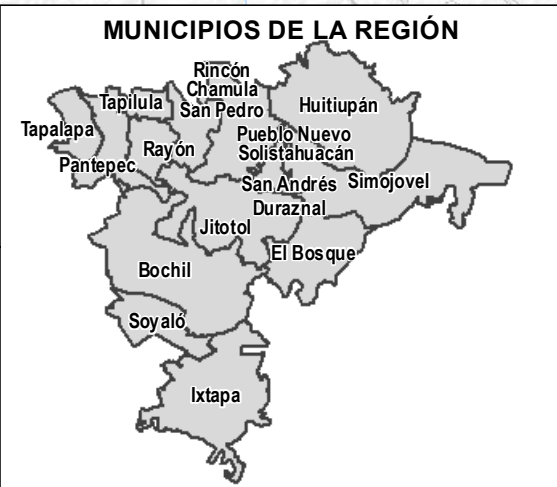 MUNICIPIOS DE LA REGIÓN
Rincón
Chamula
San Pedro
Tapilula
Huitiupán
Tapalapa
Pueblo Nuevo
Solistahuacán
Rayón
Pantepec
San Andrés
Duraznal
Simojovel
Jitotol
El Bosque
Bochil
Soyaló
Ixtapa